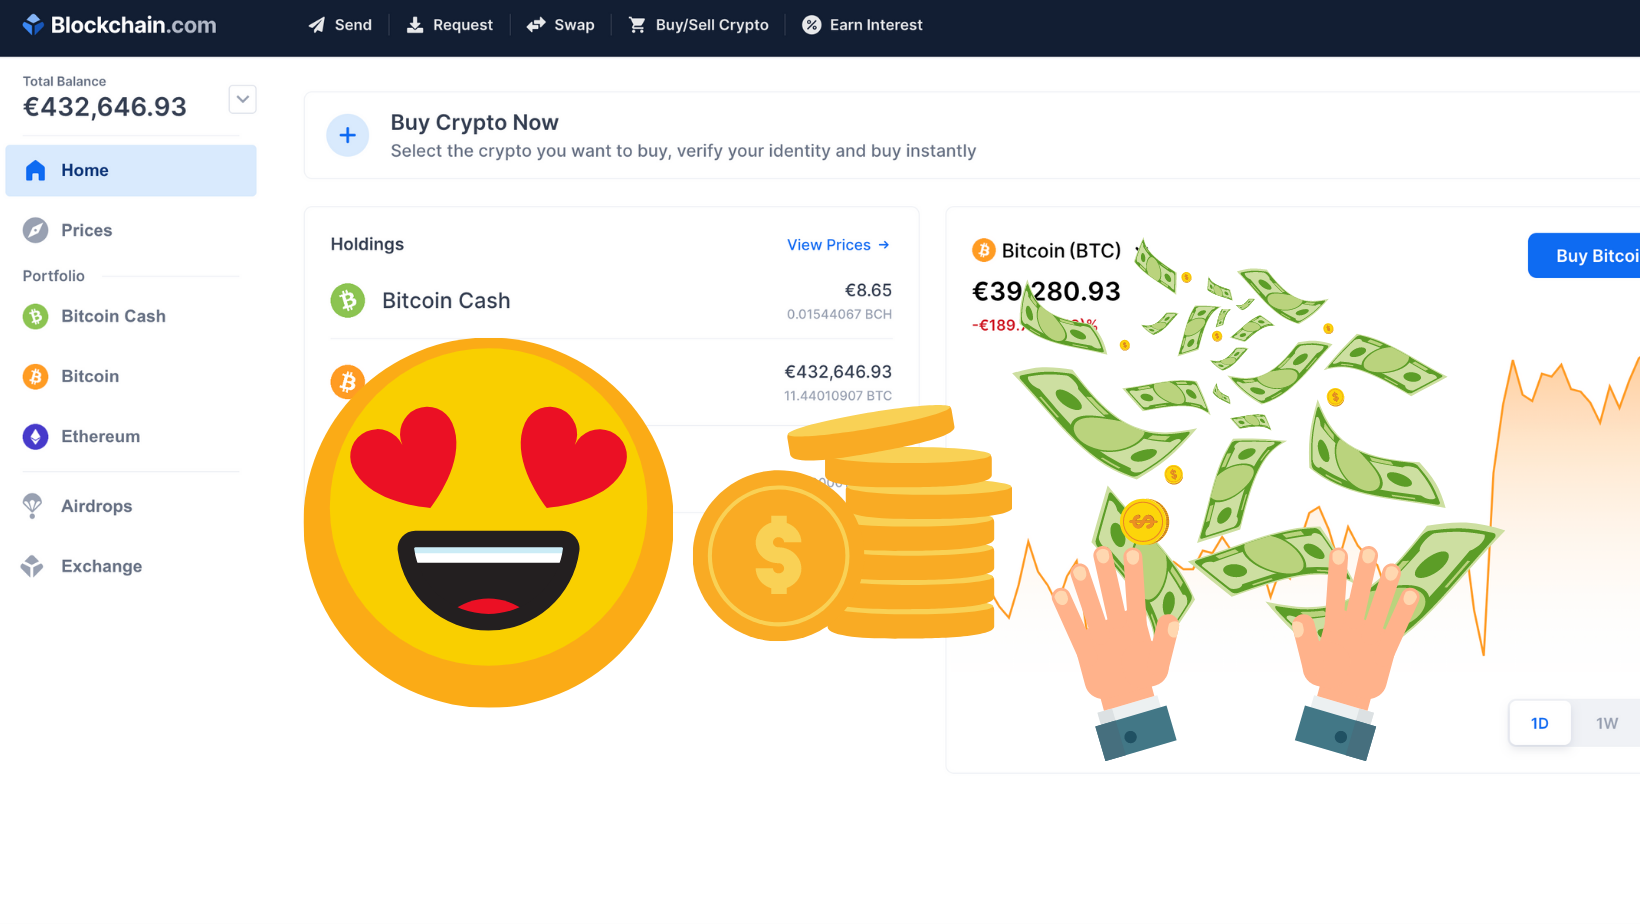 Blockchain.com
Send
Request
Swap
Buy/Sell Crypto
Earn Interest
Total Balance
€432,646.93
Home
Prices
Portfolio
Bitcoin Cash
Bitcoin
Ethereum
Airdrops
Exchange
Buy Crypto Now
Select the crypto you want to buy, verify your identity and buy instantly
Holdings
View Prices →
Bitcoin Cash
€8.65
0.01544067 BCH
€432,646.93
11.44010907 BTC
Bitcoin (BTC)
€39,280.93
-€189.
Buy
1D
1W